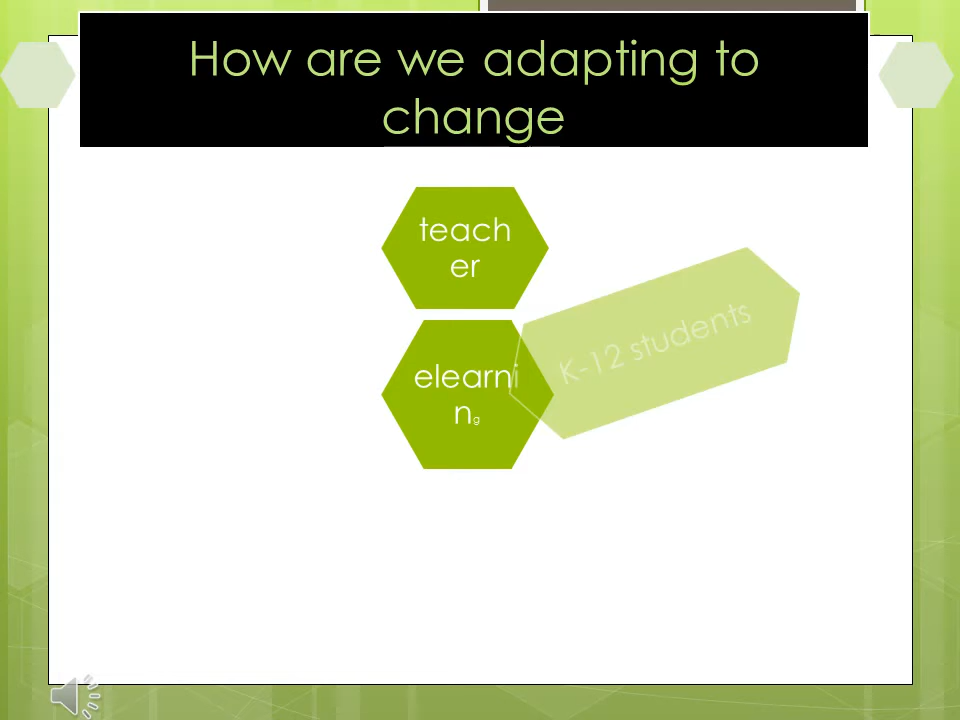 How are we adapting to
change
teach
er
elearni
ng
K-12 students